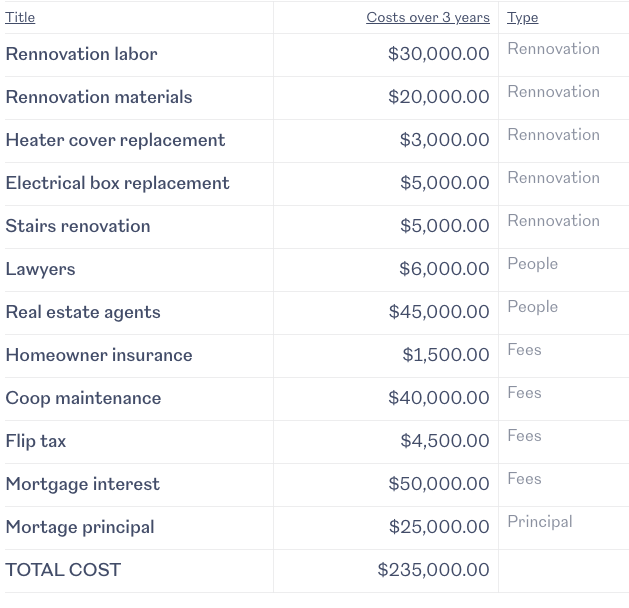 Title Costs over 3 years Type
Rennovation labor $30,000.00 Rennovation
Rennovation materials $20,000.00 Rennovation
Heater cover replacement $3,000.00 Rennovation
Electrical box replacement $5,000.00 Rennovation
Stairs renovation $5,000.00 Rennovation
Lawyers $6,000.00 People
Real estate agents $45,000.00 People
Homeowner insurance $1,500.00 Fees
Coop maintenance $40,000.00 Fees
Flip tax $4,500.00 Fees
Mortgage interest $50,000.00 Fees
Mortage principal $25,000.00 Principal
TOTAL COST $235,000.00